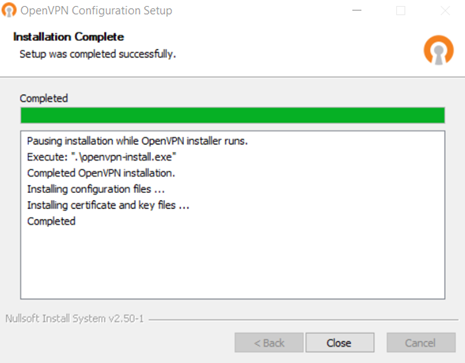 OpenVPN Configuration Setup
Installation Complete
Setup was completed successfully.
Completed
Pausing installation while OpenVPN installer runs.
Execute: ".\openvpn-install.exe"
Completed OpenVPN installation.
Installing configuration files ...
Installing certificate and key files ...
Completed
Nullsoft Install System v2.50-1
< Back
Close
Cancel